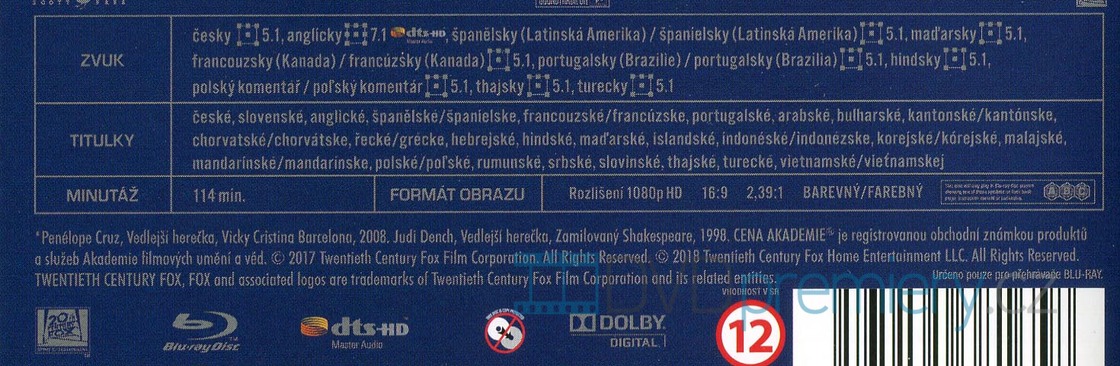 ZVUK
česky 5.1, anglicky 7.1 dts-HD Master Audio, španělsky (Latinská Amerika) / španielsky (Latinská Amerika) 5.1, maďarsky 5.1,
francouzsky (Kanada) / francúzsky (Kanada) 5.1, portugalsky (Brazílie) / portugalsky (Brazília) 5.1, hindsky 5.1,
polský komentář / poľský komentár 5.1, thajsky 5.1, turecky 5.1
TITULKY
české, slovenské, anglické, španělské/španielske, francouzské/francúzske, portugalské, arabské, bulharské, kantonské/kantónske,
chorvatské/chorvátske, řecké/grécke, hebrejské, hindské, maďarské, islandské, indonéské/indonézske, korejské/kórejské, malajské,
mandarínské/mandarínske, polské/poľské, rumunské, srbské, slovinské, thajské, turecké, vietnamské/vieťnamskej
MINUTÁŽ
114 min.
FORMÁT OBRAZU
Rozlišení 1080p HD 16:9 2,39:1 BAREVNÝ/FAREBNÝ
A B C
*Penélope Cruz, Vedlejší herečka, Vicky Cristina Barcelona, 2008. Judi Dench, Vedlejší herečka, Zamilovaný Shakespeare, 1998. CENA AKADEMIE® je registrovanou obchodní známkou produktů
a služeb Akademie filmových umění a věd. © 2017 Twentieth Century Fox Film Corporation. All Rights Reserved. © 2018 Twentieth Century Fox Home Entertainment LLC. All Rights Reserved.
TWENTIETH CENTURY FOX, FOX and associated logos are trademarks of Twentieth Century Fox Film Corporation and its related entities.
Určeno pouze pro přehrávače BLU-RAY.
DVDpremiery.cz
VHODNOST V SR
20th Century Fox
Blu-ray Disc
dts-HD
Master Audio
DOLBY
DIGITAL
12